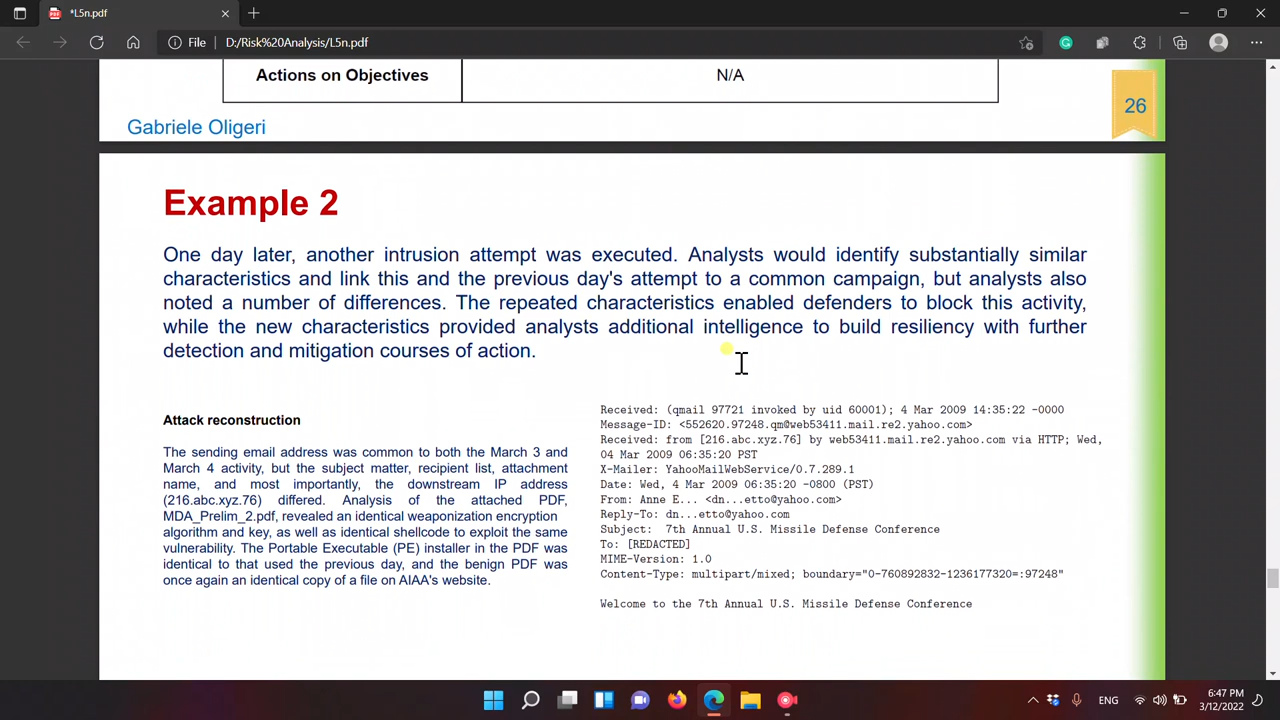 *L5n.pdf
File
D:/Risk%20Analysis/L5n.pdf
Actions on Objectives
N/A
26
Gabriele Oligeri
Example 2
One day later, another intrusion attempt was executed. Analysts would identify substantially similar
characteristics and link this and the previous day's attempt to a common campaign, but analysts also
noted a number of differences. The repeated characteristics enabled defenders to block this activity,
while the new characteristics provided analysts additional intelligence to build resiliency with further
detection and mitigation courses of action.
Attack reconstruction
The sending email address was common to both the March 3 and
March 4 activity, but the subject matter, recipient list, attachment
name, and most importantly, the downstream IP address
(216.abc.xyz.76) differed. Analysis of the attached PDF,
MDA_Prelim_2.pdf, revealed an identical weaponization encryption
algorithm and key, as well as identical shellcode to exploit the same
vulnerability. The Portable Executable (PE) installer in the PDF was
identical to that used the previous day, and the benign PDF was
once again an identical copy of a file on AIAA's website.
Received: (qmail 97721 invoked by uid 60001); 4 Mar 2009 14:35:22 -0000
Message-ID: <552620.97248.qm@web53411.mail.re2.yahoo.com>
Received: from [216.abc.xyz.76] by web53411.mail.re2.yahoo.com via HTTP; Wed,
04 Mar 2009 06:35:20 PST
X-Mailer: YahooMailWebService/0.7.289.1
Date: Wed, 4 Mar 2009 06:35:20 -0800 (PST)
From: Anne E... <dn...etto@yahoo.com>
Reply-To: dn...etto@yahoo.com
Subject: 7th Annual U.S. Missile Defense Conference
To: [REDACTED]
MIME-Version: 1.0
Content-Type: multipart/mixed; boundary="0-760892832-1236177320=:97248"
Welcome to the 7th Annual U.S. Missile Defense Conference
ENG
6:47 PM
3/12/2022